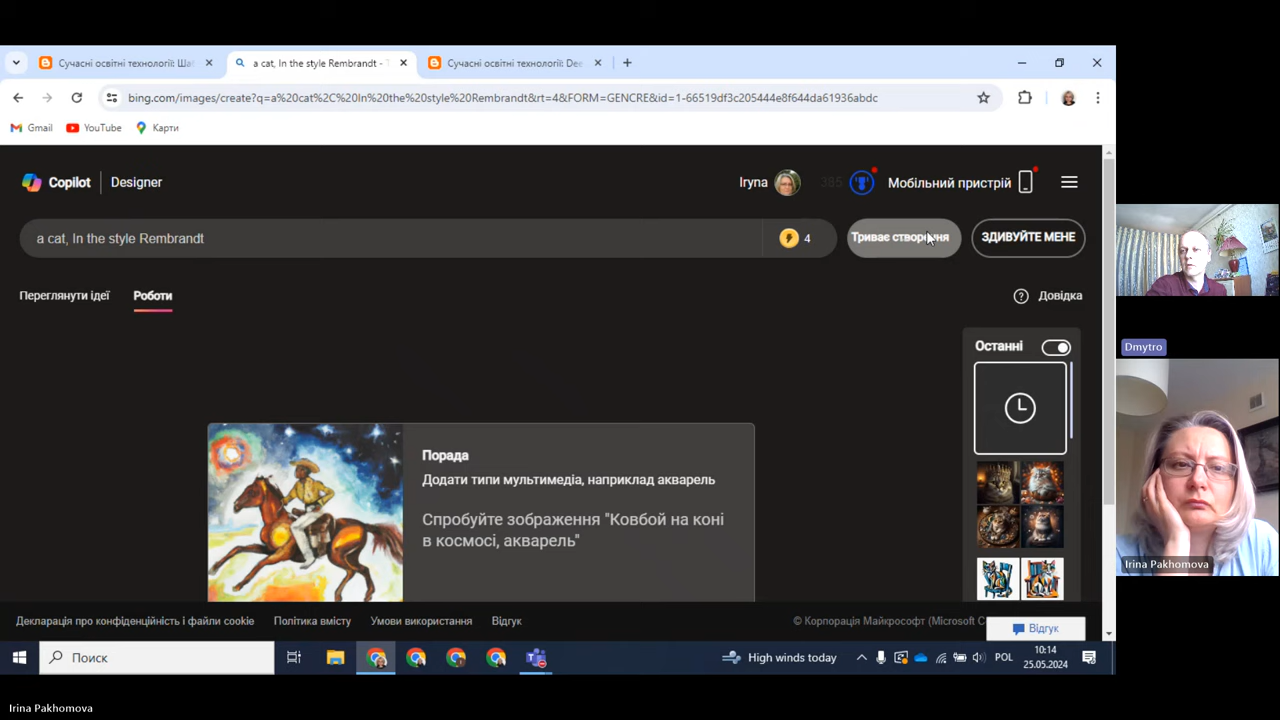 Сучасні освітні технології: Ша
a cat, In the style Rembrandt -
Сучасні освітні технології: Dee
bing.com/images/create?q=a%20cat%2C%20In%20the%20style%20Rembrandt&rt=4&FORM=GENCRE&id=1-66519df3c205444e8f644da61936abdc
Gmail
YouTube
Карти
Copilot
Designer
Iryna
385
Мобільний пристрій
a cat, In the style Rembrandt
4
Триває створення
ЗДИВУЙТЕ МЕНЕ
Переглянути ідеї
Роботи
Довідка
Останні
Порада
Додати типи мультимедіа, наприклад акварель
Спробуйте зображення "Ковбой на коні
в космосі, акварель"
Декларація про конфіденційність і файли cookie
Політика вмісту
Умови використання
Відгук
© Корпорація Майкрософт (Microsoft C
Відгук
Поиск
High winds today
POL
10:14
25.05.2024
Dmytro
Irina Pakhomova
Irina Pakhomova